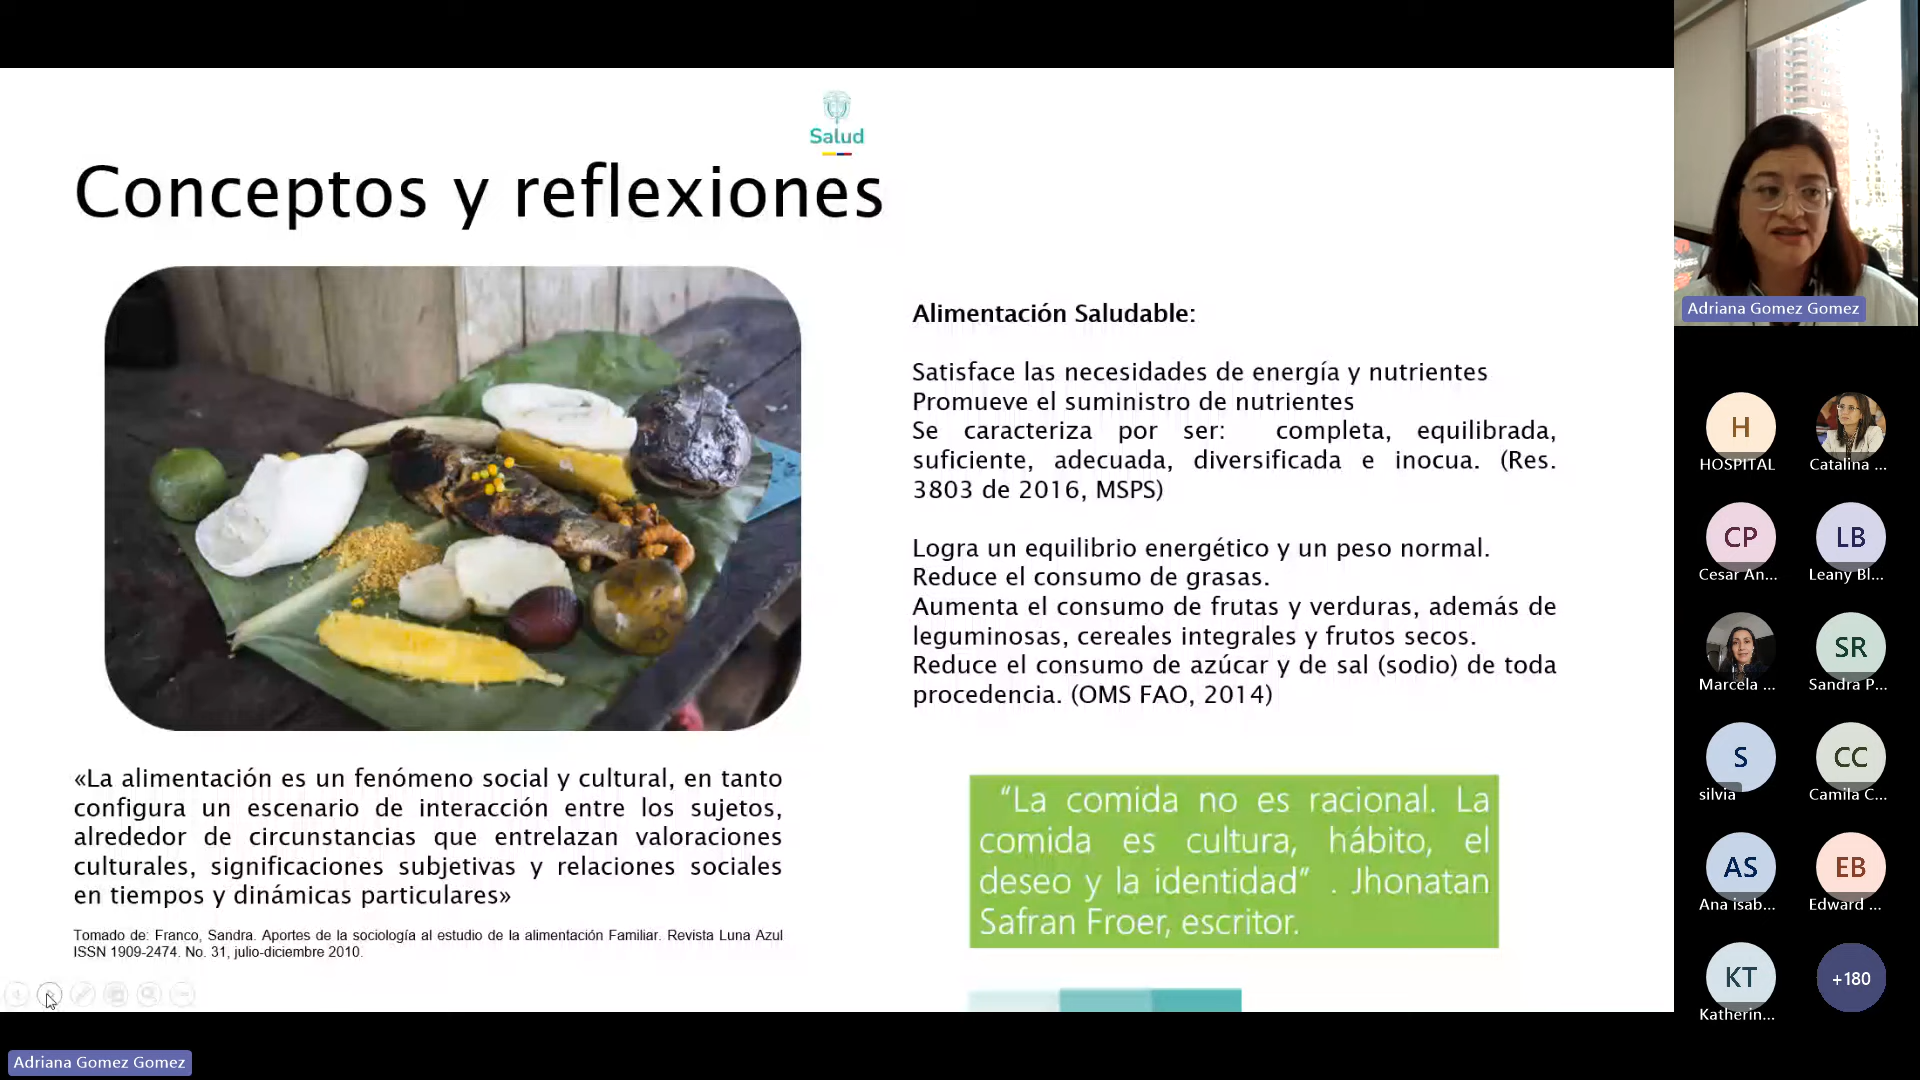 Salud
Conceptos y reflexiones
Alimentación Saludable:
Satisface las necesidades de energía y nutrientes
Promueve el suministro de nutrientes
Se caracteriza por ser: completa, equilibrada,
suficiente, adecuada, diversificada e inocua. (Res.
3803 de 2016, MSPS)
Logra un equilibrio energético y un peso normal.
Reduce el consumo de grasas.
Aumenta el consumo de frutas y verduras, además de
leguminosas, cereales integrales y frutos secos.
Reduce el consumo de azúcar y de sal (sodio) de toda
procedencia. (OMS FAO, 2014)
«La alimentación es un fenómeno social y cultural, en tanto
configura un escenario de interacción entre los sujetos,
alrededor de circunstancias que entrelazan valoraciones
culturales, significaciones subjetivas y relaciones sociales
en tiempos y dinámicas particulares»
Tomado de: Franco, Sandra. Aportes de la sociología al estudio de la alimentación Familiar. Revista Luna Azul
ISSN 1909-2474. No. 31, julio-diciembre 2010.
“La comida no es racional. La
comida es cultura, hábito, el
deseo y la identidad” . Jhonatan
Safran Froer, escritor.
Adriana Gomez Gomez
H
HOSPITAL
Catalina ...
CP
Cesar An...
LB
Leany Bl...
Marcela ...
SR
Sandra P...
S
silvia
CC
Camila C...
AS
Ana isab...
EB
Edward ...
KT
Katherin...
+180
Adriana Gomez Gomez